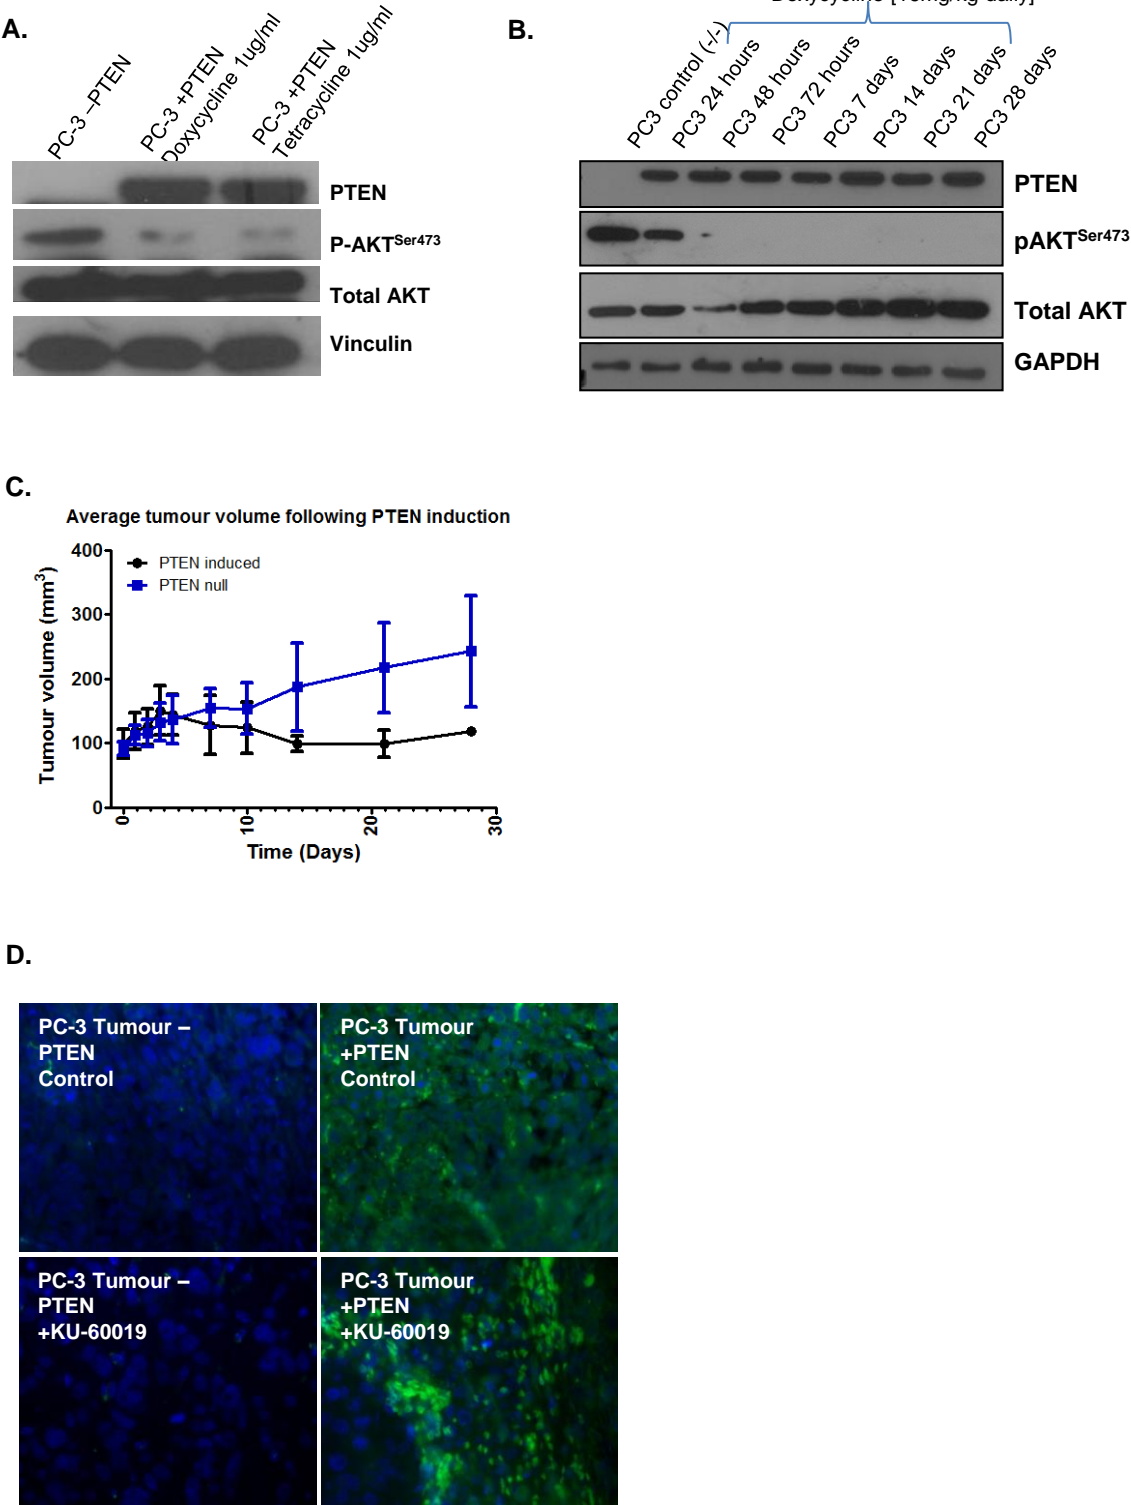 A.
PC-3 –PTEN
PC-3 +PTEN
Doxycycline 1ug/ml
PC-3 +PTEN
Tetracycline 1ug/ml
PTEN
P-AKTSer473
Total AKT
Vinculin
B.
PC3 control (-/-)
PC3 24 hours
PC3 48 hours
PC3 72 hours
PC3 7 days
PC3 14 days
PC3 21 days
PC3 28 days
PTEN
pAKTSer473
Total AKT
GAPDH
C.
Average tumour volume following PTEN induction
PTEN induced
PTEN null
Tumour volume (mm3)
400
300
200
100
0
0
10
20
30
Time (Days)
D.
PC-3 Tumour –
PTEN
Control
PC-3 Tumour
+PTEN
Control
PC-3 Tumour –
PTEN
+KU-60019
PC-3 Tumour
+PTEN
+KU-60019